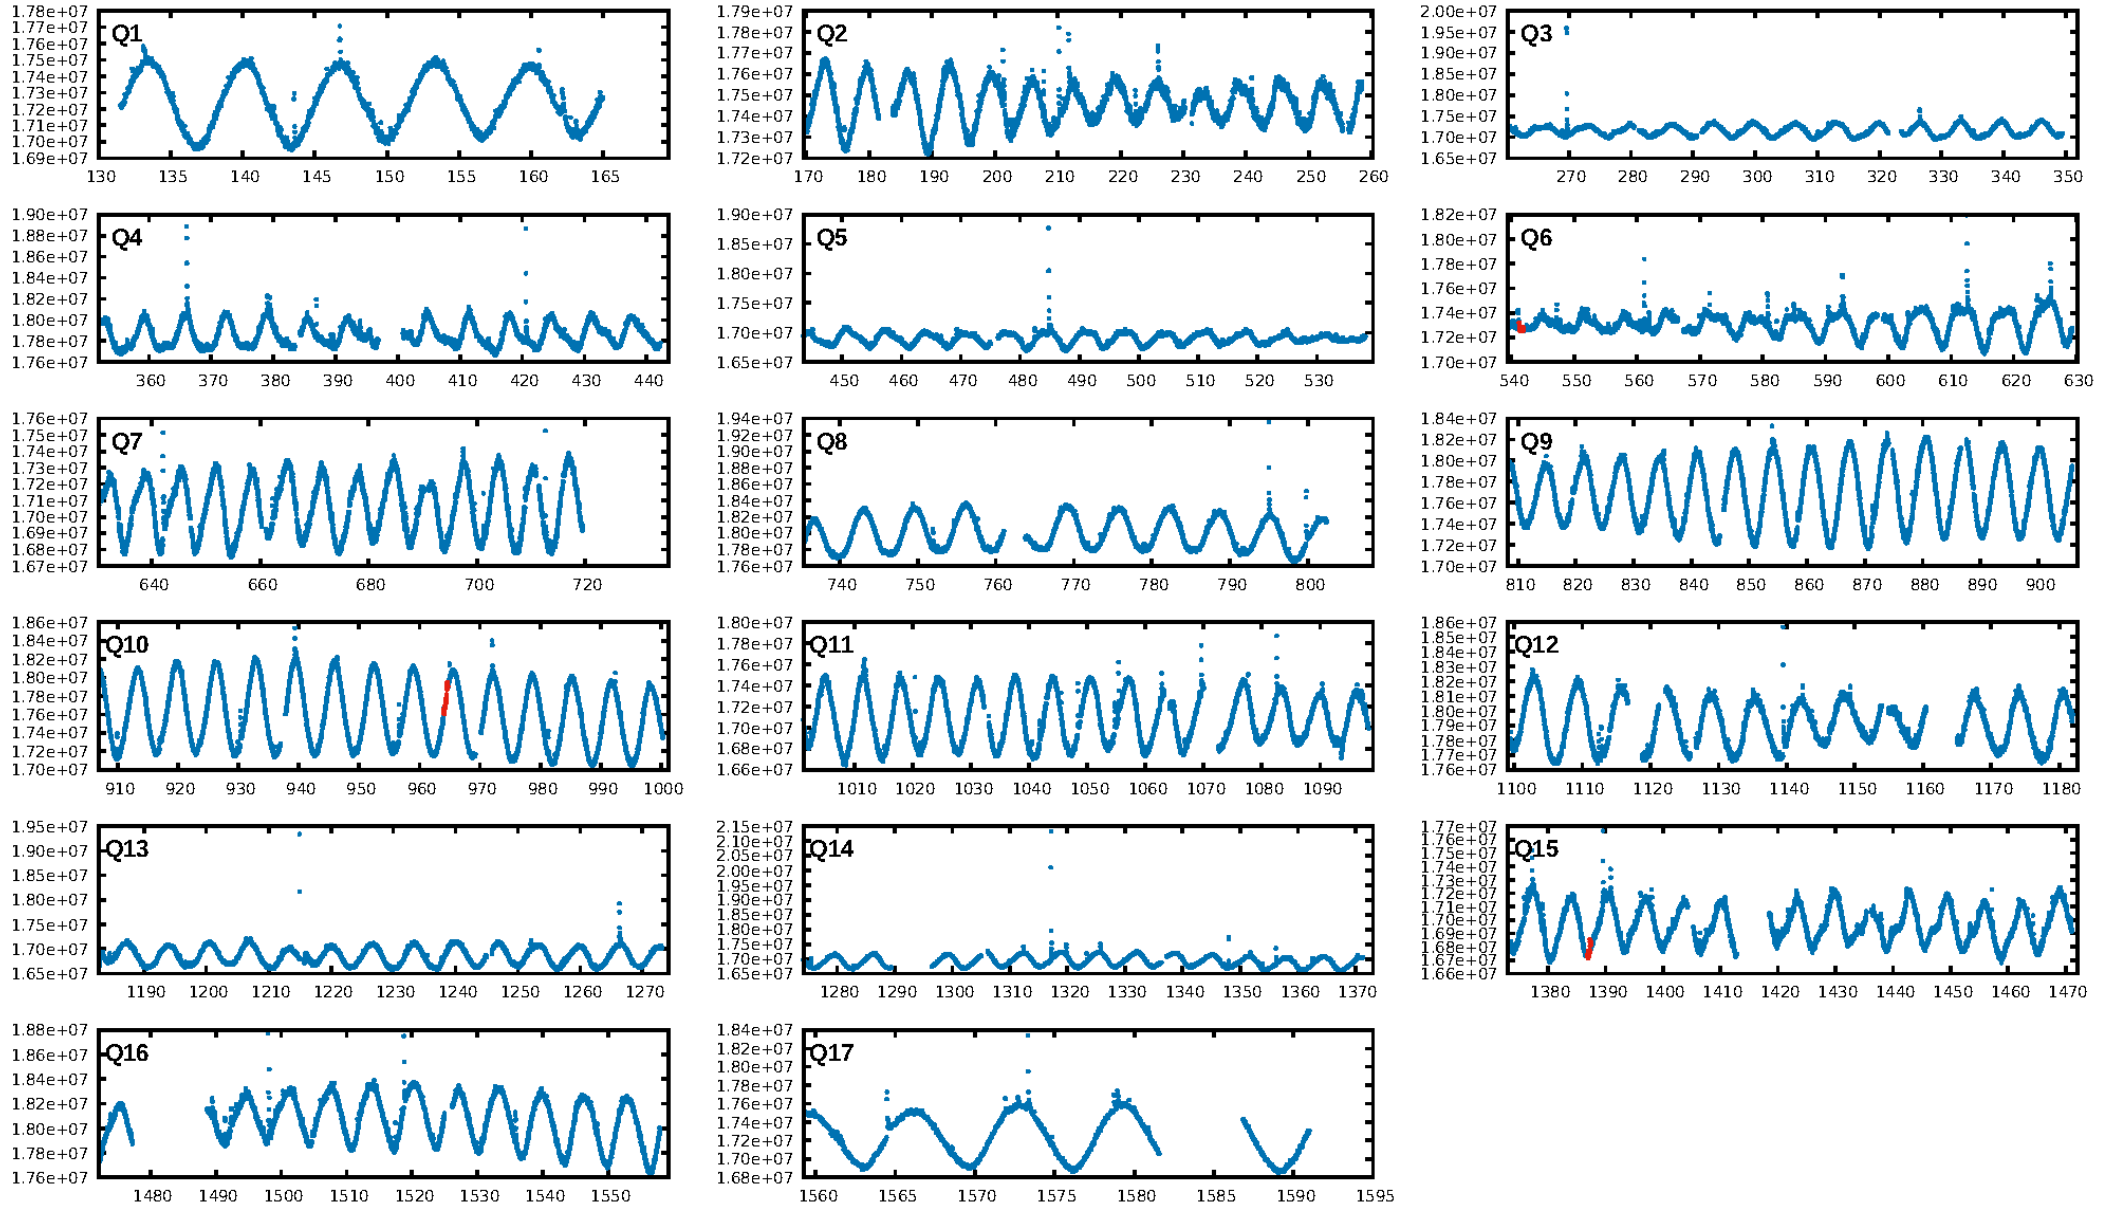 1.78e+07
1.77e+07
1.76e+07
1.75e+07
1.74e+07
1.73e+07
1.72e+07
1.71e+07
1.70e+07
1.69e+07
Q1
130 135 140 145 150 155 160 165
1.79e+07
1.78e+07
1.77e+07
1.76e+07
1.75e+07
1.74e+07
1.73e+07
1.72e+07
Q2
170 180 190 200 210 220 230 240 250 260
2.00e+07
1.95e+07
1.90e+07
1.85e+07
1.80e+07
1.75e+07
1.70e+07
1.65e+07
Q3
270 280 290 300 310 320 330 340 350
1.90e+07
1.88e+07
1.86e+07
1.84e+07
1.82e+07
1.80e+07
1.78e+07
1.76e+07
Q4
360 370 380 390 400 410 420 430 440
1.90e+07
1.85e+07
1.80e+07
1.75e+07
1.70e+07
1.65e+07
Q5
450 460 470 480 490 500 510 520 530
1.82e+07
1.80e+07
1.78e+07
1.76e+07
1.74e+07
1.72e+07
1.70e+07
Q6
540 550 560 570 580 590 600 610 620 630
1.76e+07
1.75e+07
1.74e+07
1.73e+07
1.72e+07
1.71e+07
1.70e+07
1.69e+07
1.68e+07
1.67e+07
Q7
640 660 680 700 720
1.94e+07
1.92e+07
1.90e+07
1.88e+07
1.86e+07
1.84e+07
1.82e+07
1.80e+07
1.78e+07
1.76e+07
Q8
740 750 760 770 780 790 800
1.84e+07
1.82e+07
1.80e+07
1.78e+07
1.76e+07
1.74e+07
1.72e+07
1.70e+07
Q9
810 820 830 840 850 860 870 880 890 900
1.86e+07
1.84e+07
1.82e+07
1.80e+07
1.78e+07
1.76e+07
1.74e+07
1.72e+07
1.70e+07
Q10
910 920 930 940 950 960 970 980 990 1000
1.80e+07
1.78e+07
1.76e+07
1.74e+07
1.72e+07
1.70e+07
1.68e+07
1.66e+07
Q11
1010 1020 1030 1040 1050 1060 1070 1080 1090
1.86e+07
1.85e+07
1.84e+07
1.83e+07
1.82e+07
1.81e+07
1.80e+07
1.79e+07
1.78e+07
1.77e+07
1.76e+07
Q12
1100 1110 1120 1130 1140 1150 1160 1170 1180
1.95e+07
1.90e+07
1.85e+07
1.80e+07
1.75e+07
1.70e+07
1.65e+07
Q13
1190 1200 1210 1220 1230 1240 1250 1260 1270
2.15e+07
2.10e+07
2.05e+07
2.00e+07
1.95e+07
1.90e+07
1.85e+07
1.80e+07
1.75e+07
1.70e+07
1.65e+07
Q14
1280 1290 1300 1310 1320 1330 1340 1350 1360 1370
1.77e+07
1.76e+07
1.75e+07
1.74e+07
1.73e+07
1.72e+07
1.71e+07
1.70e+07
1.69e+07
1.68e+07
1.67e+07
1.66e+07
Q15
1380 1390 1400 1410 1420 1430 1440 1450 1460 1470
1.88e+07
1.86e+07
1.84e+07
1.82e+07
1.80e+07
1.78e+07
1.76e+07
Q16
1480 1490 1500 1510 1520 1530 1540 1550
1.84e+07
1.82e+07
1.80e+07
1.78e+07
1.76e+07
1.74e+07
1.72e+07
1.70e+07
1.68e+07
Q17
1560 1565 1570 1575 1580 1585 1590 1595